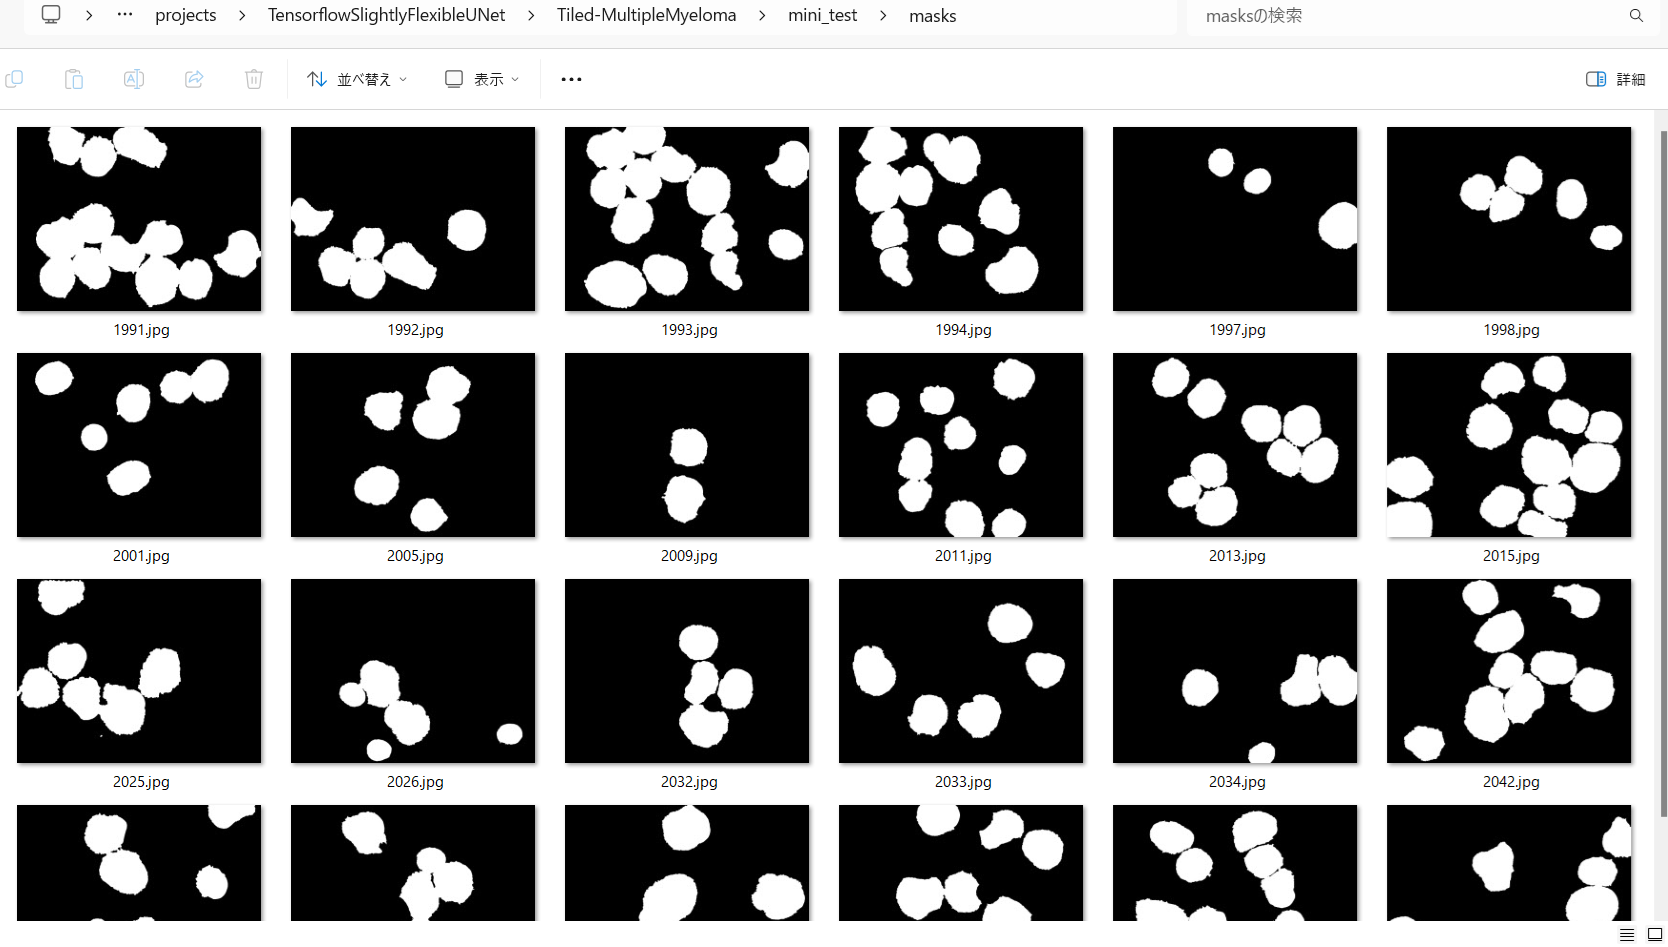 projects > TensorflowSlightlyFlexibleUNet > Tiled-MultipleMyeloma > mini_test > masks
masksの検索
並べ替え
表示
詳細
1991.jpg 1992.jpg 1993.jpg 1994.jpg 1997.jpg 1998.jpg
2001.jpg 2005.jpg 2009.jpg 2011.jpg 2013.jpg 2015.jpg
2025.jpg 2026.jpg 2032.jpg 2033.jpg 2034.jpg 2042.jpg